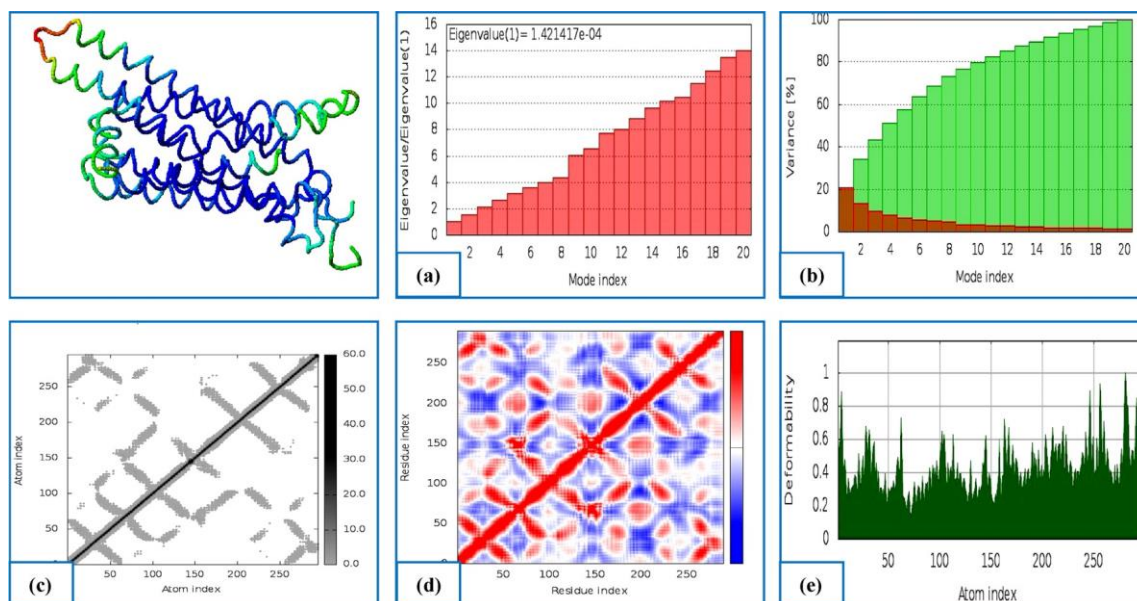 Eigenvalue/Eigenvalue(1)
16
14
12
10
8
6
4
2
0
Eigenvalue(1)= 1.421417e-04
2 4 6 8 10 12 14 16 18 20
Mode index
(a)
Variance [%]
100
80
60
40
20
0
2 4 6 8 10 12 14 16 18 20
Mode index
(b)
Atom index
250
200
150
100
50
0
50 100 150 200 250
Atom index
60.0
50.0
40.0
30.0
20.0
10.0
0.0
(c)
Residue index
250
200
150
100
50
0
50 100 150 200 250
Residue index
(d)
Deformability
1
0.8
0.6
0.4
0.2
0
50 100 150 200 250
Atom index
(e)